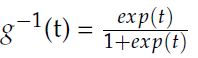 g⁻¹(t) = exp(t) / 1+exp(t)